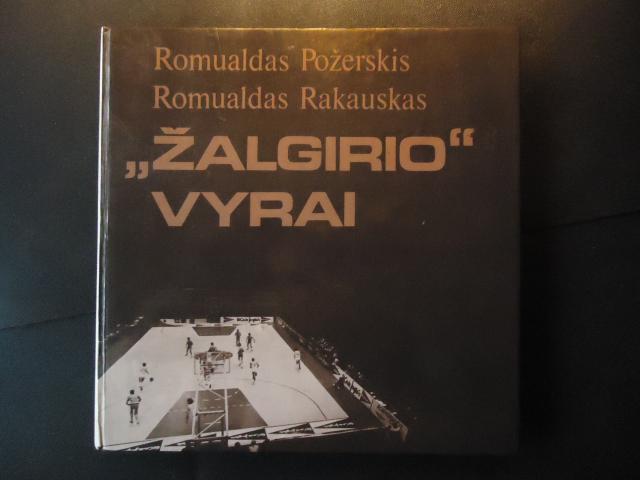 Romualdas Požerskis
Romualdas Rakauskas
„ŽALGIRIO“
VYRAI